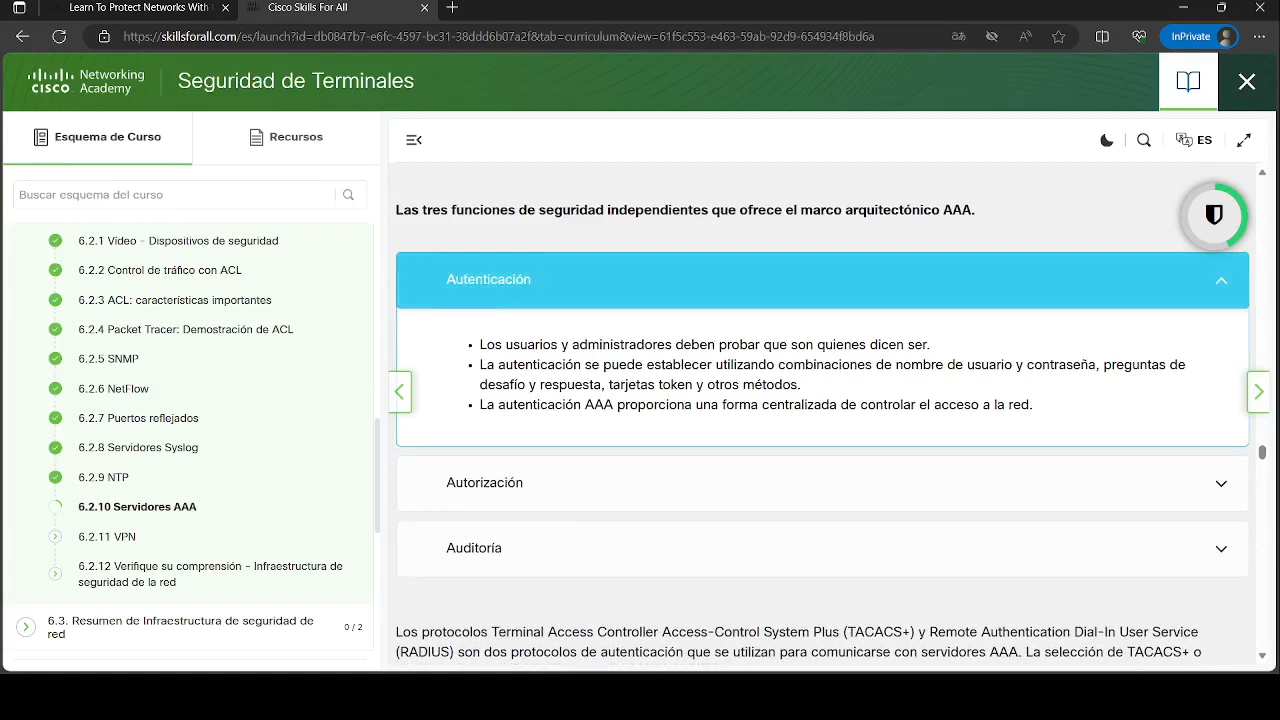 Learn To Protect Networks With
Cisco Skills For All
https://skillsforall.com/es/launch?id=db0847b7-e6fc-4597-bc31-38ddd6b07a2f&tab=curriculum&view=61f5c553-e463-59ab-92d9-654934f8bd6a
InPrivate
Networking
CISCO Academy
Seguridad de Terminales
Esquema de Curso
Recursos
ES
Buscar esquema del curso
6.2.1 Vídeo - Dispositivos de seguridad
6.2.2 Control de tráfico con ACL
6.2.3 ACL: características importantes
6.2.4 Packet Tracer: Demostración de ACL
6.2.5 SNMP
6.2.6 NetFlow
6.2.7 Puertos reflejados
6.2.8 Servidores Syslog
6.2.9 NTP
6.2.10 Servidores AAA
6.2.11 VPN
6.2.12 Verifique su comprensión - Infraestructura de
seguridad de la red
6.3. Resumen de Infraestructura de seguridad de
red
0 / 2
Las tres funciones de seguridad independientes que ofrece el marco arquitectónico AAA.
Autenticación
• Los usuarios y administradores deben probar que son quienes dicen ser.
• La autenticación se puede establecer utilizando combinaciones de nombre de usuario y contraseña, preguntas de
desafío y respuesta, tarjetas token y otros métodos.
• La autenticación AAA proporciona una forma centralizada de controlar el acceso a la red.
Autorización
Auditoría
Los protocolos Terminal Access Controller Access-Control System Plus (TACACS+) y Remote Authentication Dial-In User Service
(RADIUS) son dos protocolos de autenticación que se utilizan para comunicarse con servidores AAA. La selección de TACACS+ o